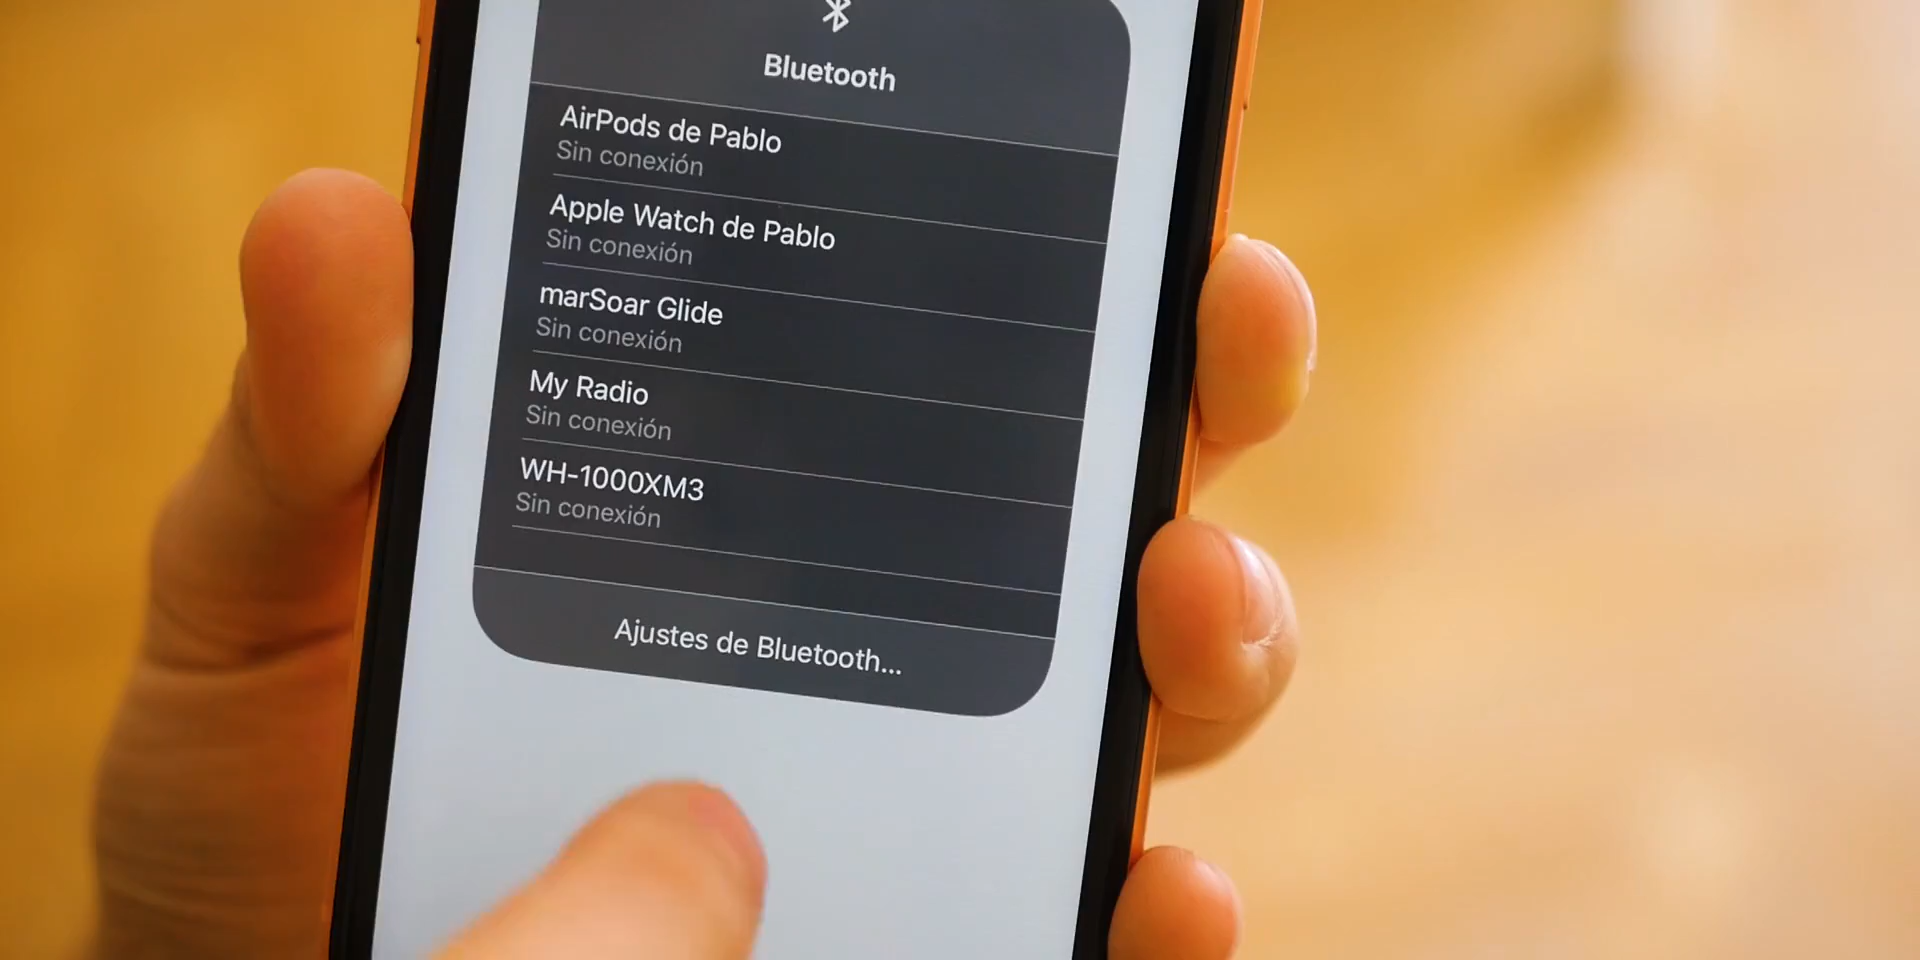 Bluetooth
AirPods de Pablo
Sin conexión
Apple Watch de Pablo
Sin conexión
marSoar Glide
Sin conexión
My Radio
Sin conexión
WH-1000XM3
Sin conexión
Ajustes de Bluetooth...